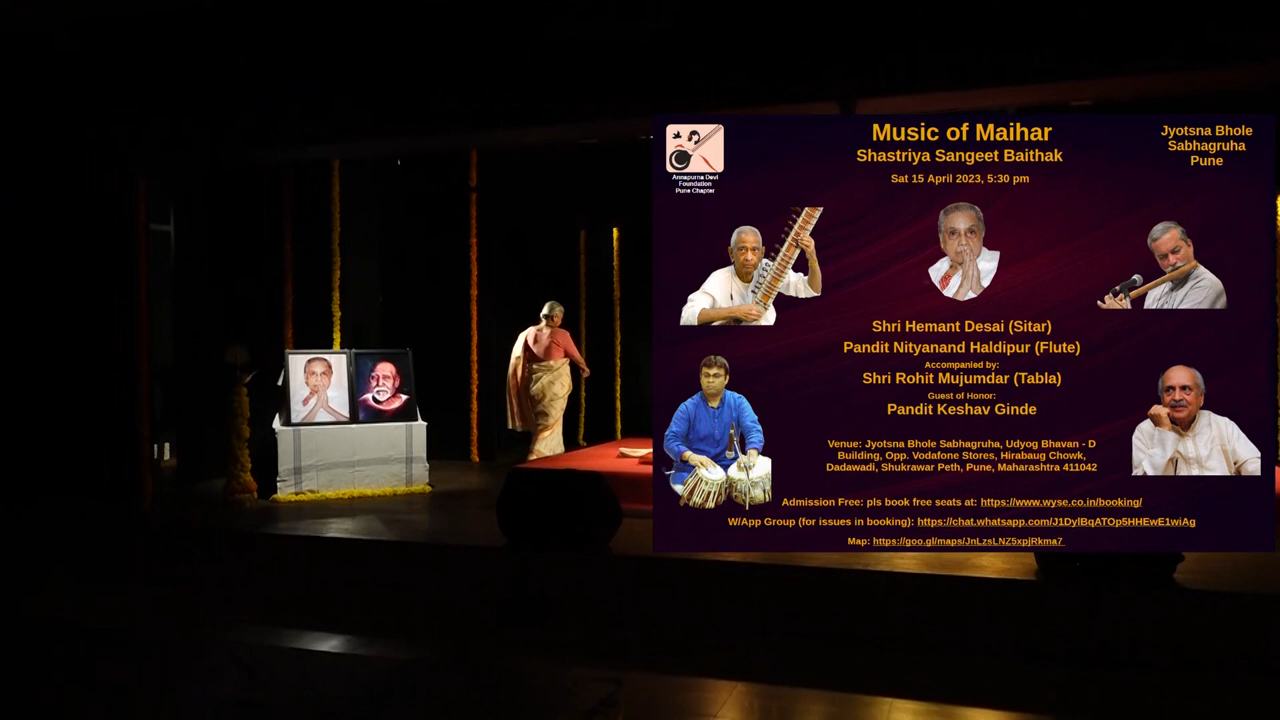 Music of Maihar
Shastriya Sangeet Baithak
Sat 15 April 2023, 5:30 pm
Jyotsna Bhole
Sabhagruha
Pune
Annapurna Devi
Foundation
Pune Chapter
Shri Hemant Desai (Sitar)
Pandit Nityanand Haldipur (Flute)
Accompanied by:
Shri Rohit Mujumdar (Tabla)
Guest of Honor:
Pandit Keshav Ginde
Venue: Jyotsna Bhole Sabhagruha, Udyog Bhavan - D
Building, Opp. Vodafone Stores, Hirabaug Chowk,
Dadawadi, Shukrawar Peth, Pune, Maharashtra 411042
Admission Free: pls book free seats at: https://www.wyse.co.in/booking/
W/App Group (for issues in booking): https://chat.whatsapp.com/J1DylBqATOp5HHEwE1wiAg
Map: https://goo.gl/maps/JnLzsLNZ5xpjRkma7